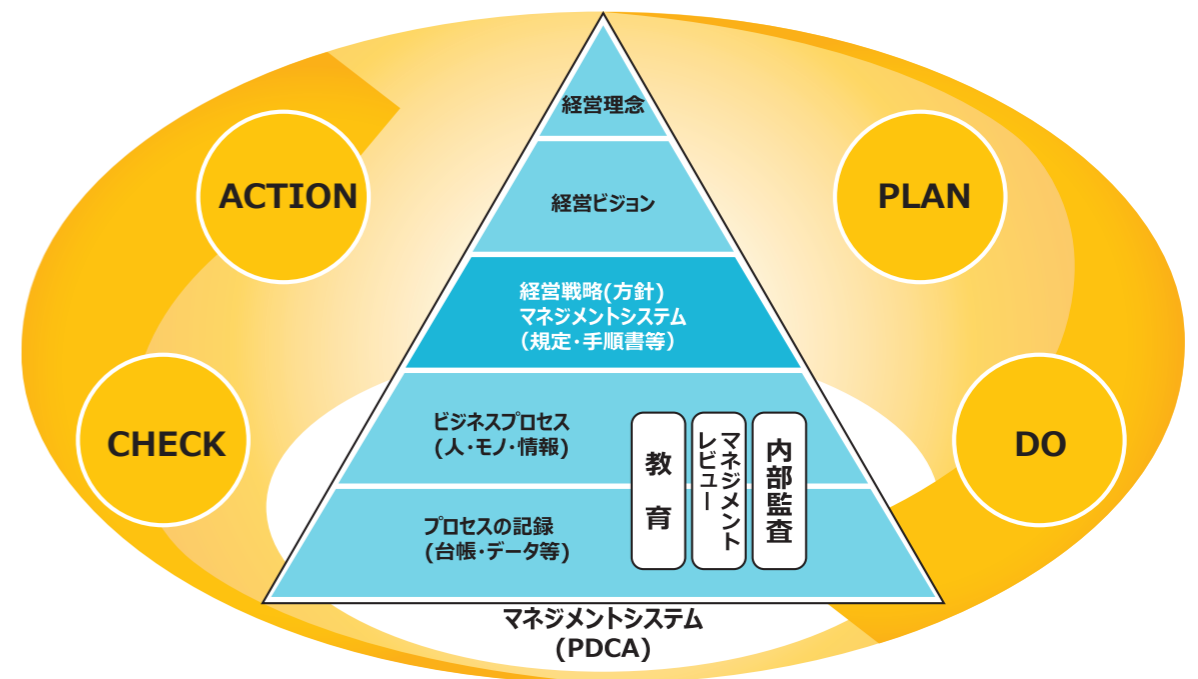 経営理念
経営ビジョン
経営戦略(方針)
マネジメントシステム
（規定・手順書等）
ビジネスプロセス
(人・モノ・情報)
プロセスの記録
(台帳・データ等)
教育
マネジメント
レビュー
内部監査
マネジメントシステム
(PDCA)
ACTION
PLAN
CHECK
DO